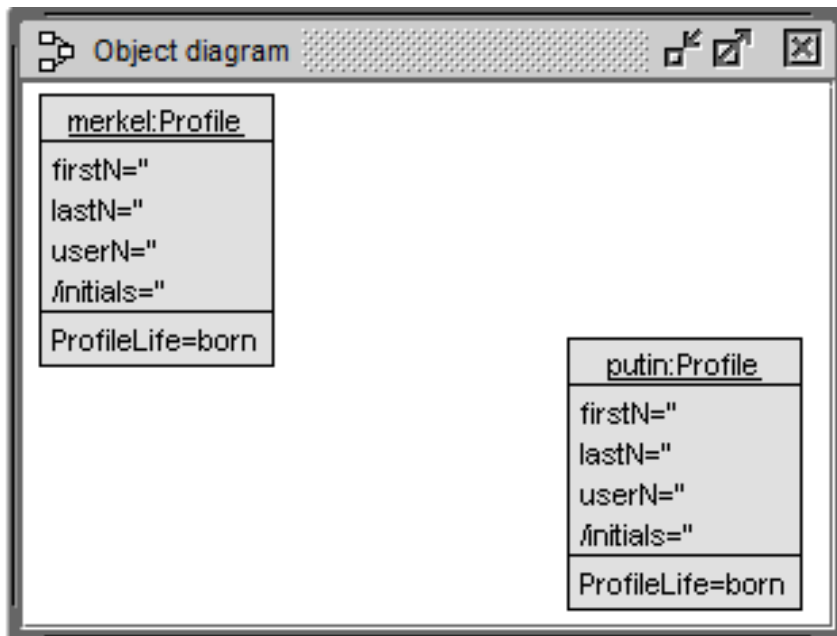 Object diagram
merkel:Profile
firstN=''
lastN=''
userN=''
/initials=''
ProfileLife=born
putin:Profile
firstN=''
lastN=''
userN=''
/initials=''
ProfileLife=born